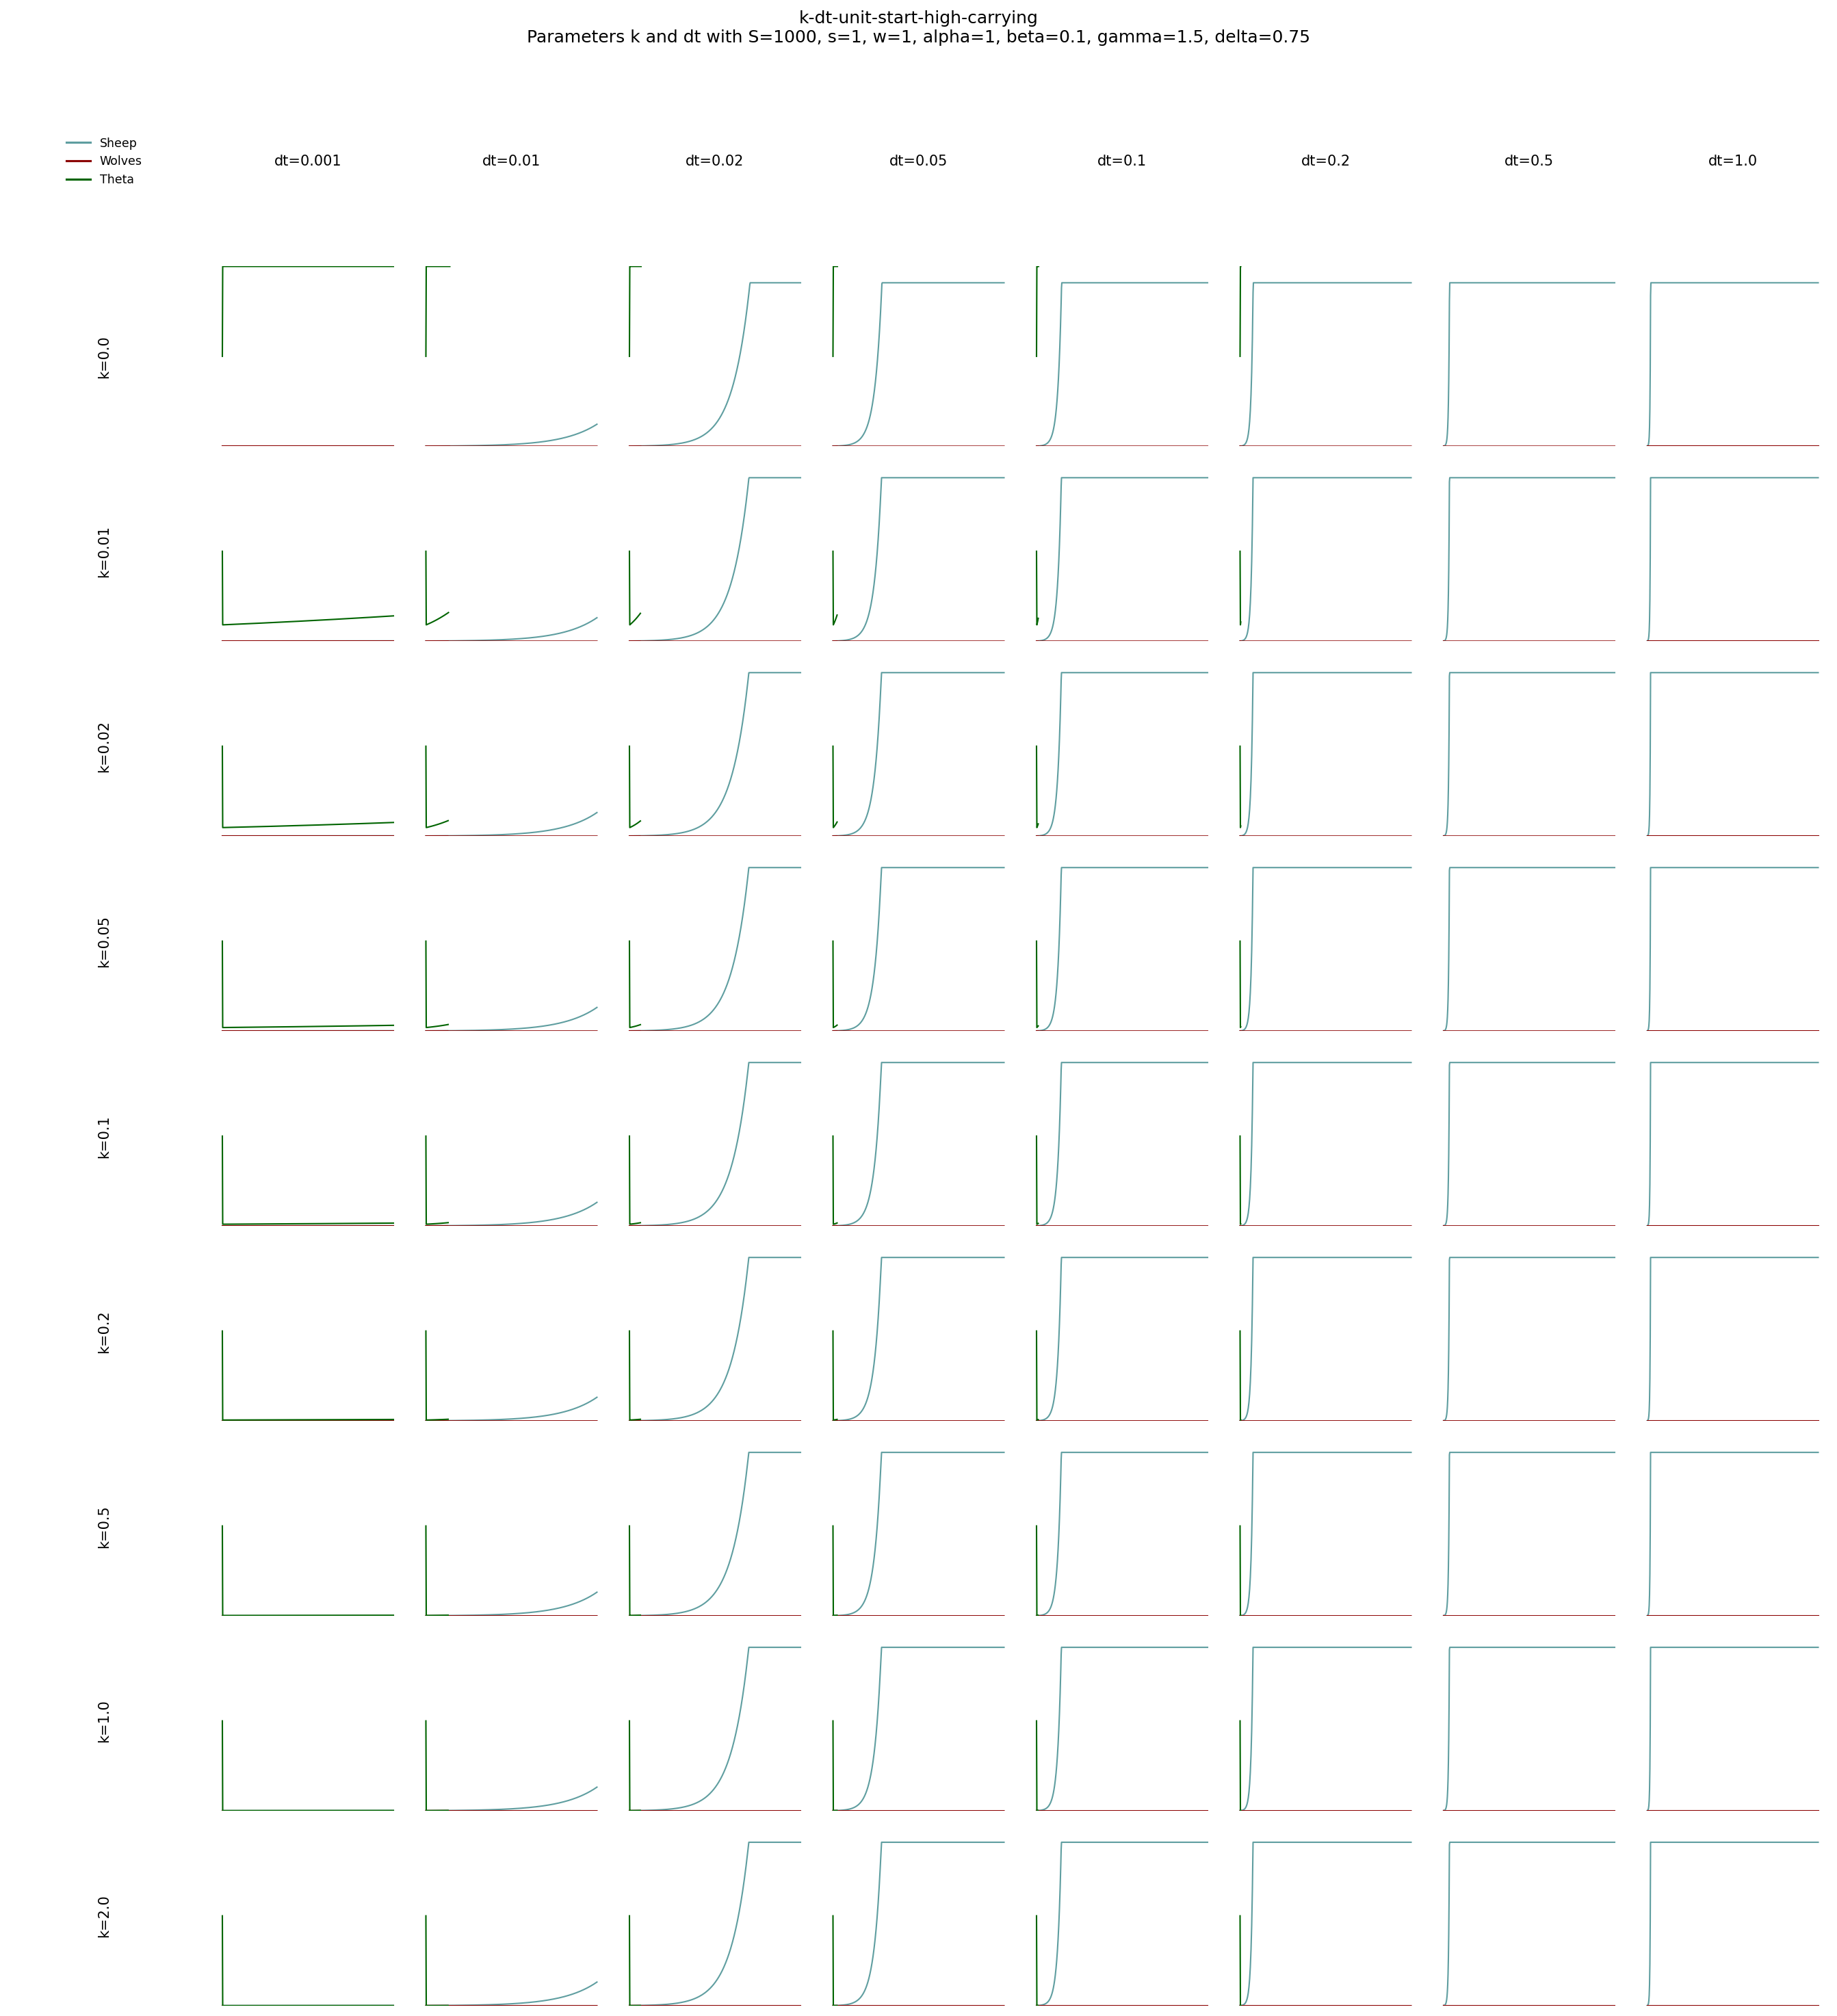 k-dt-unit-start-high-carrying
Parameters k and dt with S=1000, s=1, w=1, alpha=1, beta=0.1, gamma=1.5, delta=0.75
Sheep
Wolves
Theta
dt=0.001
dt=0.01
dt=0.02
dt=0.05
dt=0.1
dt=0.2
dt=0.5
dt=1.0
k=0.0
k=0.01
k=0.02
k=0.05
k=0.1
k=0.2
k=0.5
k=1.0
k=2.0